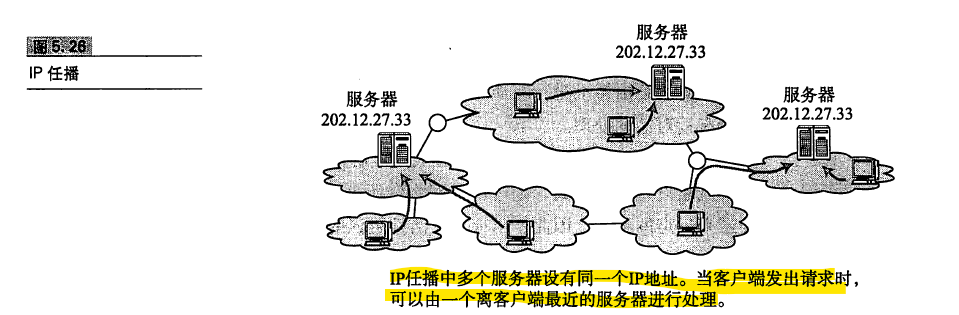 图5.26
IP 任播
服务器
202.12.27.33
服务器
202.12.27.33
服务器
202.12.27.33
IP任播中多个服务器设有同一个IP地址。当客户端发出请求时，
可以由一个离客户端最近的服务器进行处理。